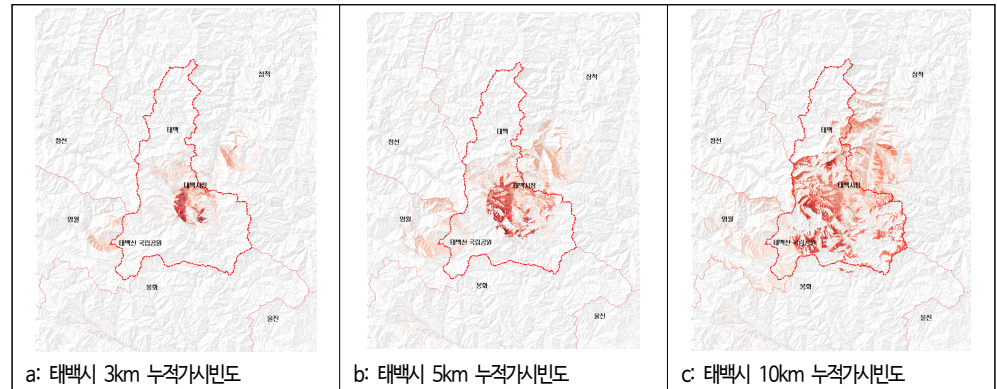 삼척
태백
정선
태백시청
영월
태백산 국립공원
봉화
울진
a: 태백시 3km 누적가시빈도
삼척
태백
정선
태백시청
영월
태백산 국립공원
봉화
울진
b: 태백시 5km 누적가시빈도
삼척
태백
정선
태백시청
영월
태백산 국립공원
봉화
울진
c: 태백시 10km 누적가시빈도